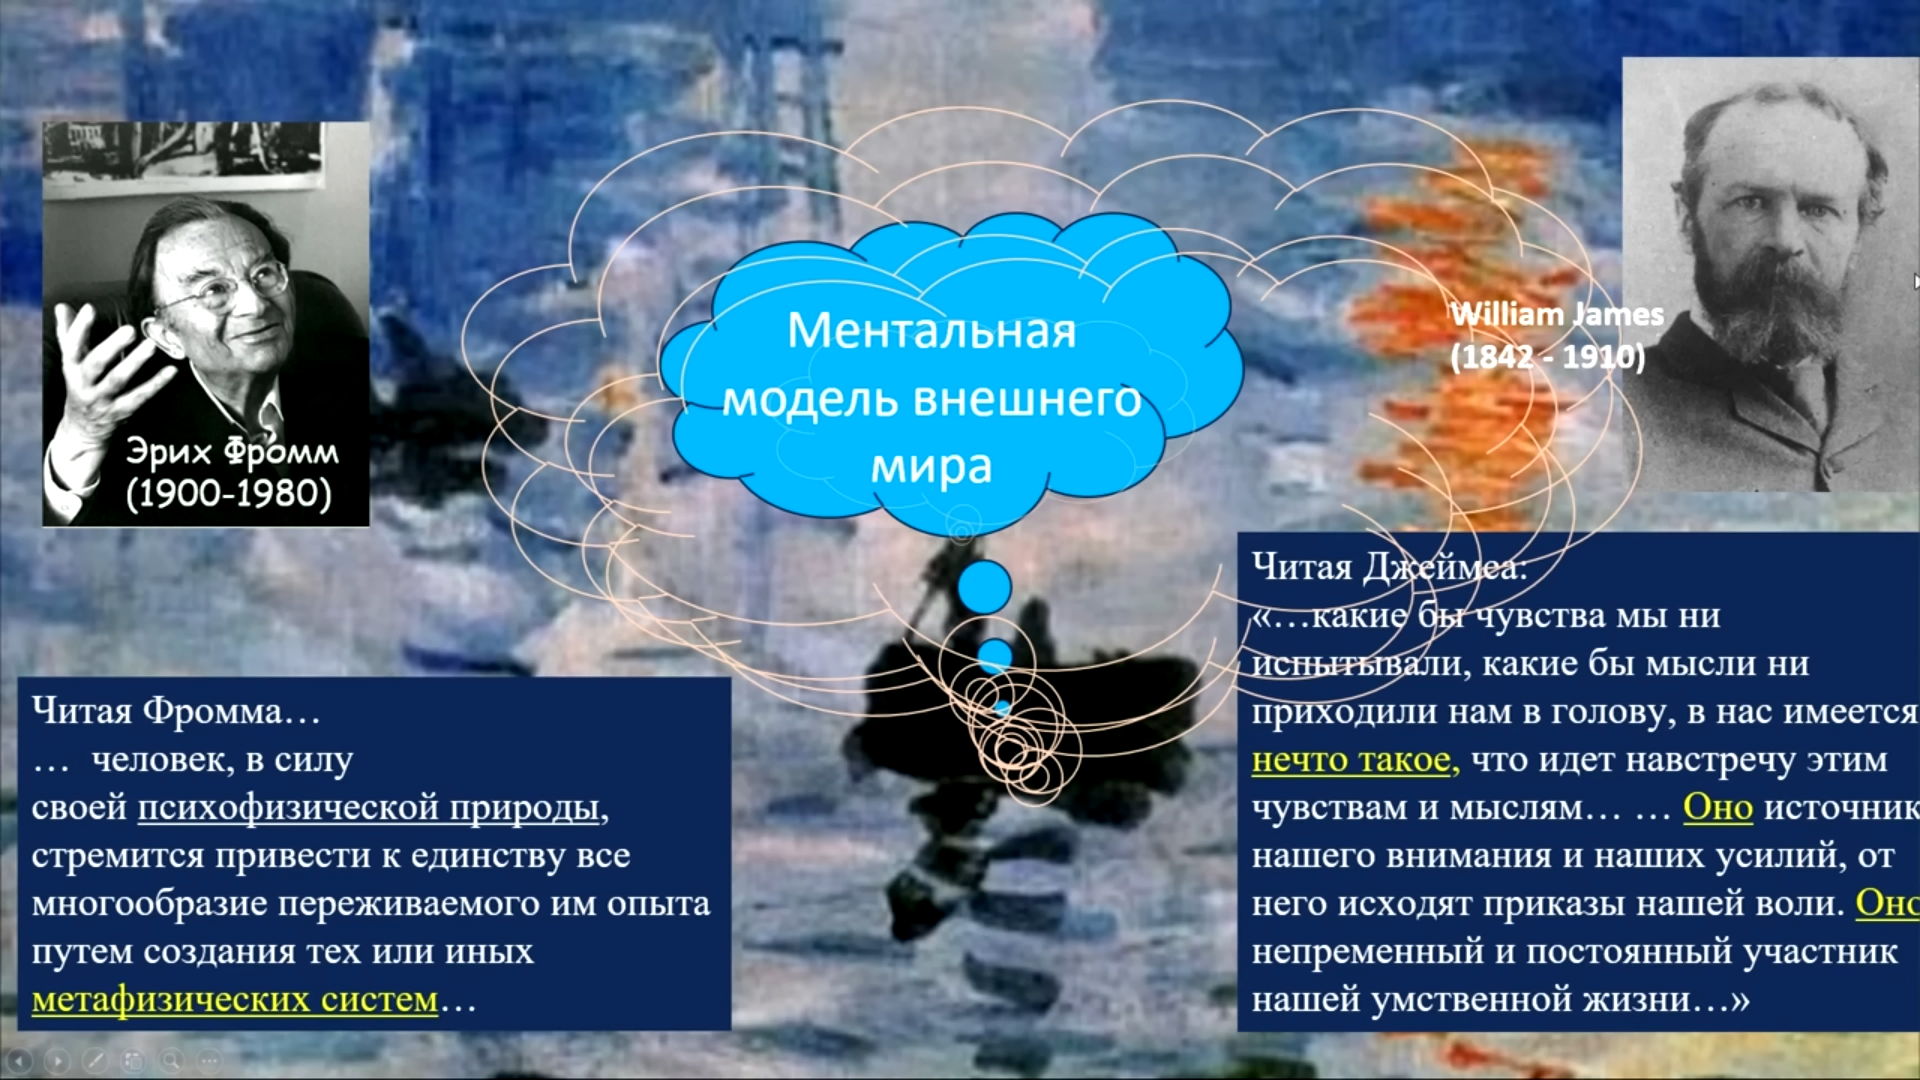 Эрих Фромм
(1900-1980)
Ментальная
модель внешнего
мира
William James
(1842 - 1910)
Читая Фромма…
… человек, в силу
своей психофизической природы,
стремится привести к единству все
многообразие переживаемого им опыта
путем создания тех или иных
метафизических систем…
Читая Джеймса:
«…какие бы чувства мы ни
испытывали, какие бы мысли ни
приходили нам в голову, в нас имеется
нечто такое, что идет навстречу этим
чувствам и мыслям… … Оно источник
нашего внимания и наших усилий, от
него исходят приказы нашей воли. Оно
непременный и постоянный участник
нашей умственной жизни…»